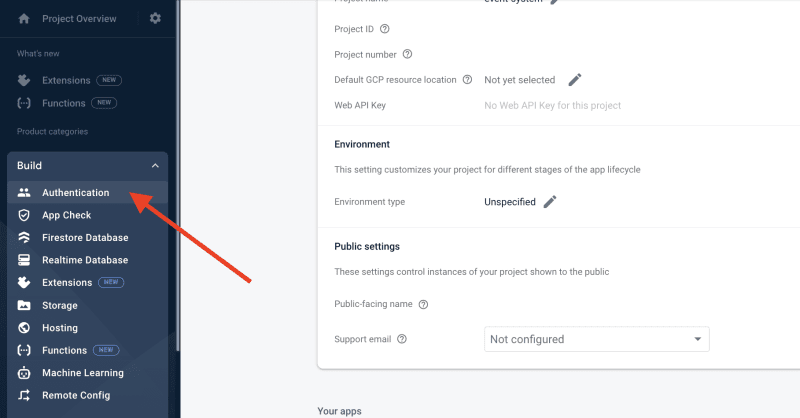 Project Overview
What's new
Extensions NEW
Functions NEW
Product categories
Build
Authentication
App Check
Firestore Database
Realtime Database
Extensions NEW
Storage
Hosting
Functions NEW
Machine Learning
Remote Config
Project name event-system
Project ID
Project number
Default GCP resource location Not yet selected
Web API Key No Web API Key for this project
Environment
This setting customizes your project for different stages of the app lifecycle
Environment type Unspecified
Public settings
These settings control instances of your project shown to the public
Public-facing name
Support email Not configured
Your apps